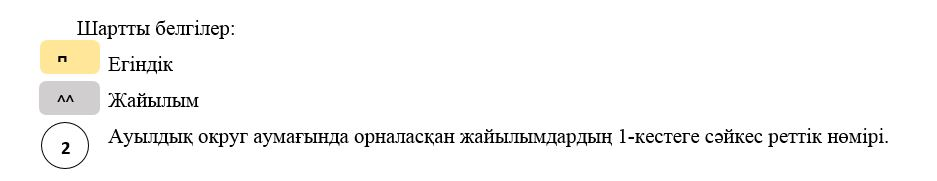 Шартты белгілер:
п Егіндік
^^ Жайылым
2 Ауылдық округ аумағында орналасқан жайылымдардың 1-кестеге сәйкес реттік нөмірі.